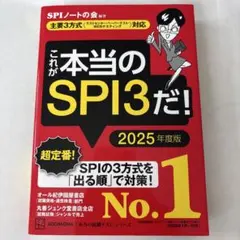 SPIノートの会 編著
主要3方式
対応
これが
本当の
SPI3だ!
2025年度版
超定番!
SPIの3方式を
「出る順」で対策!
No.1
オール紀伊國屋書店
丸善ジュンク堂書店全店